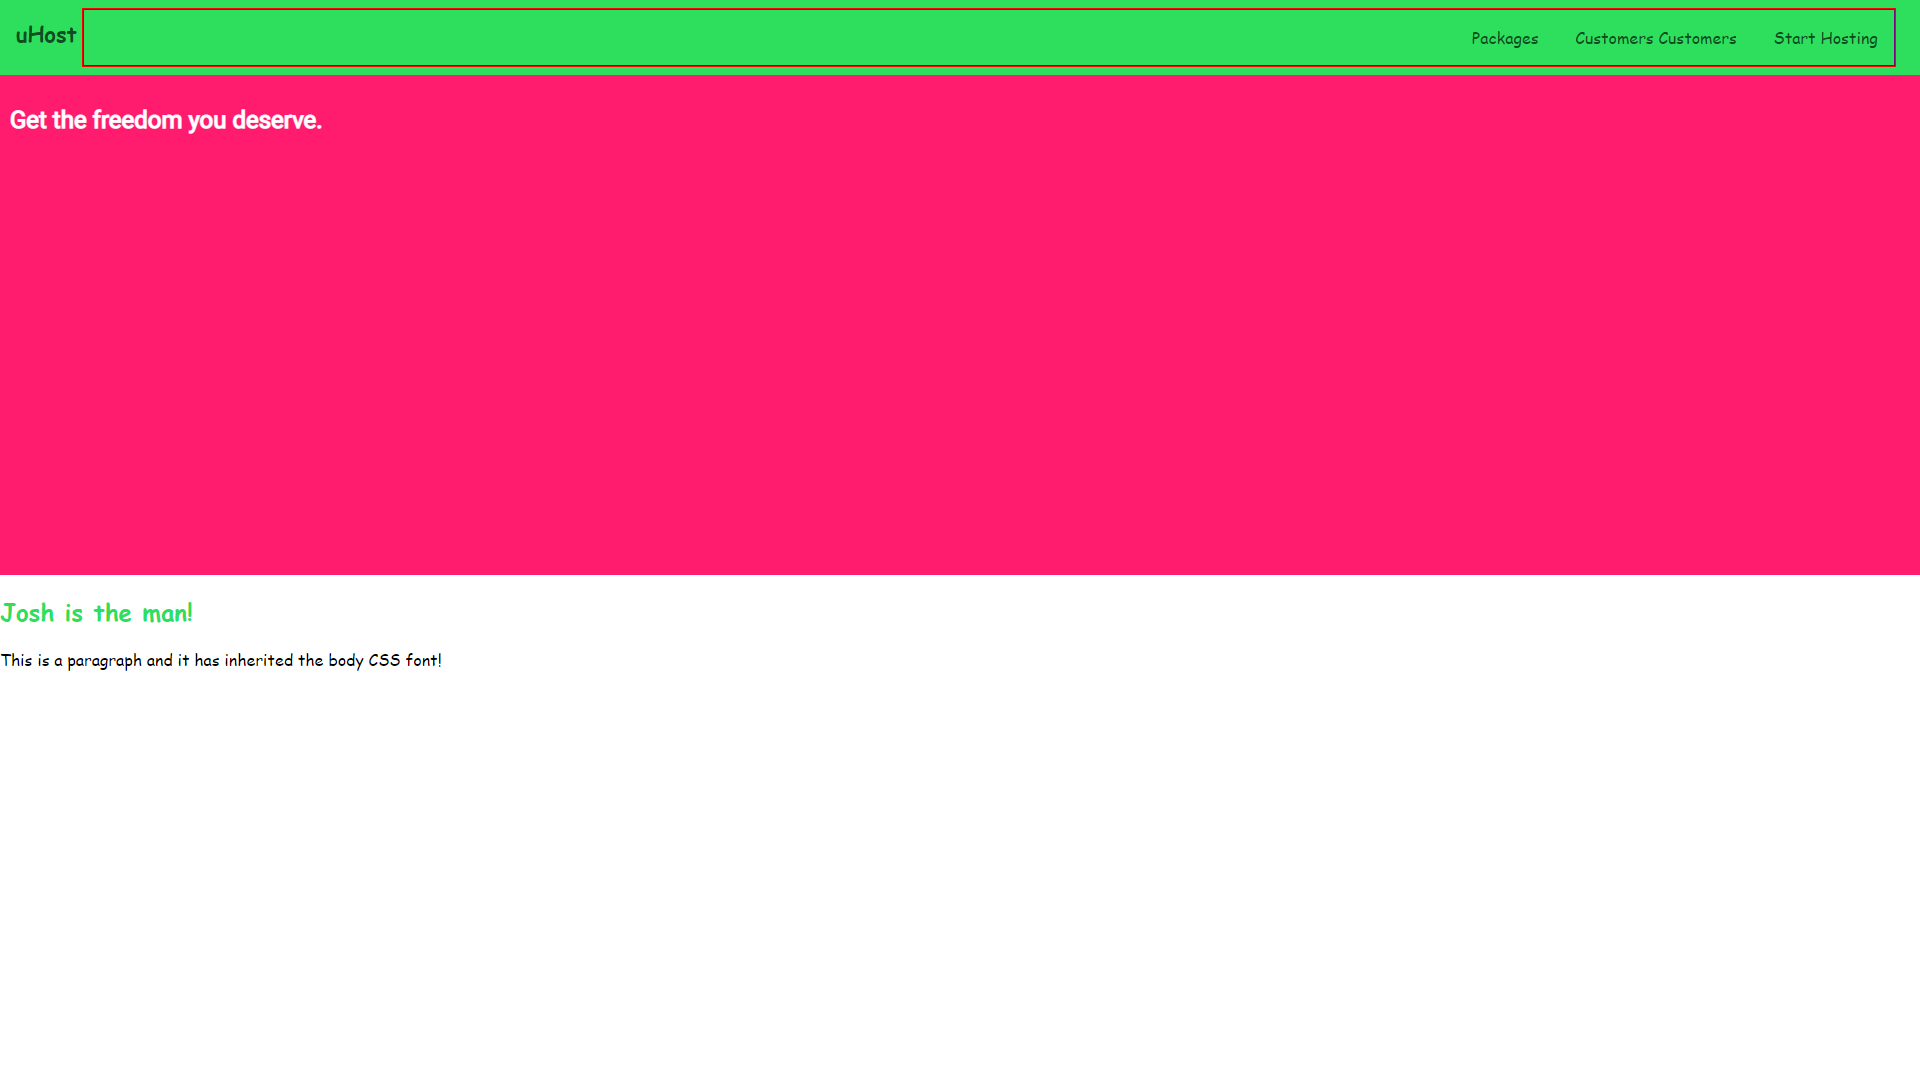 uHost Packages Customers Customers Start Hosting
Get the freedom you deserve.
Josh is the man!
This is a paragraph and it has inherited the body CSS font!